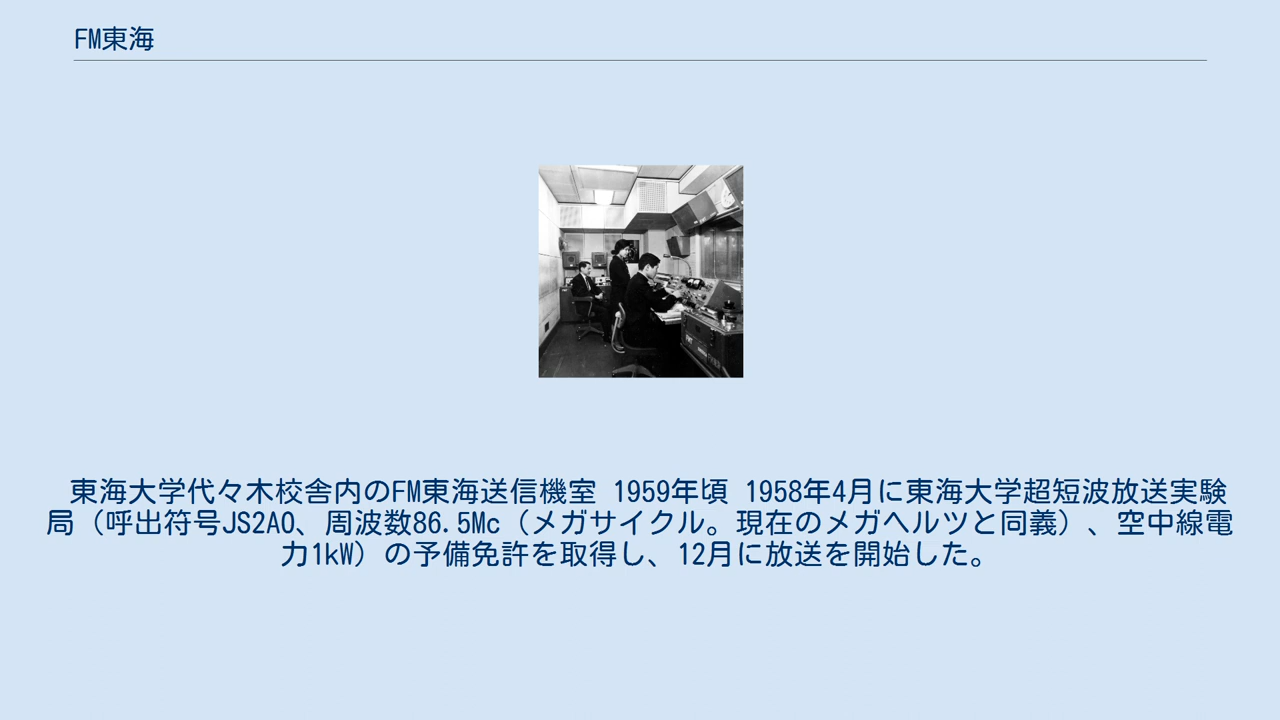 FM東海
東海大学代々木校舎内のFM東海送信機室 1959年頃 1958年4月に東海大学超短波放送実験
局（呼出符号JS2AO、周波数86.5Mc（メガサイクル。現在のメガヘルツと同義）、空中線電
力1kW）の予備免許を取得し、12月に放送を開始した。